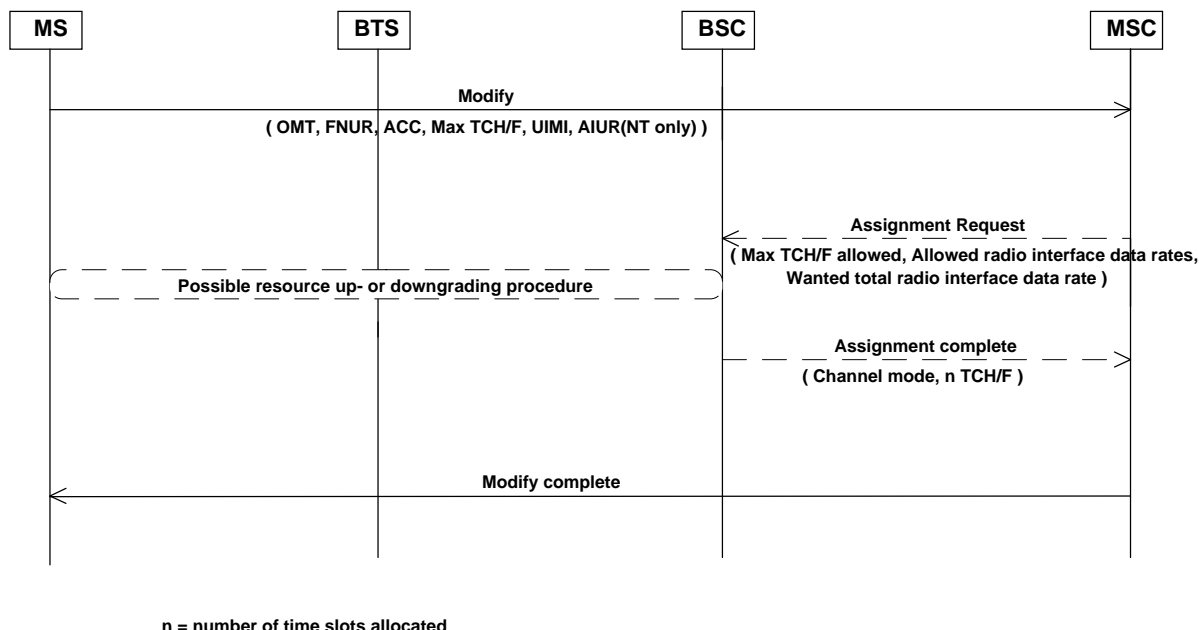 MS
BTS
BSC
MSC
Modify
( OMT, FNUR, ACC, Max TCH/F, UIMI, AIUR(NT only) )
Assignment Request
( Max TCH/F allowed, Allowed radio interface data rates,
Wanted total radio interface data rate )
Possible resource up- or downgrading procedure
Assignment complete
( Channel mode, n TCH/F )
Modify complete
n = number of time slots allocated